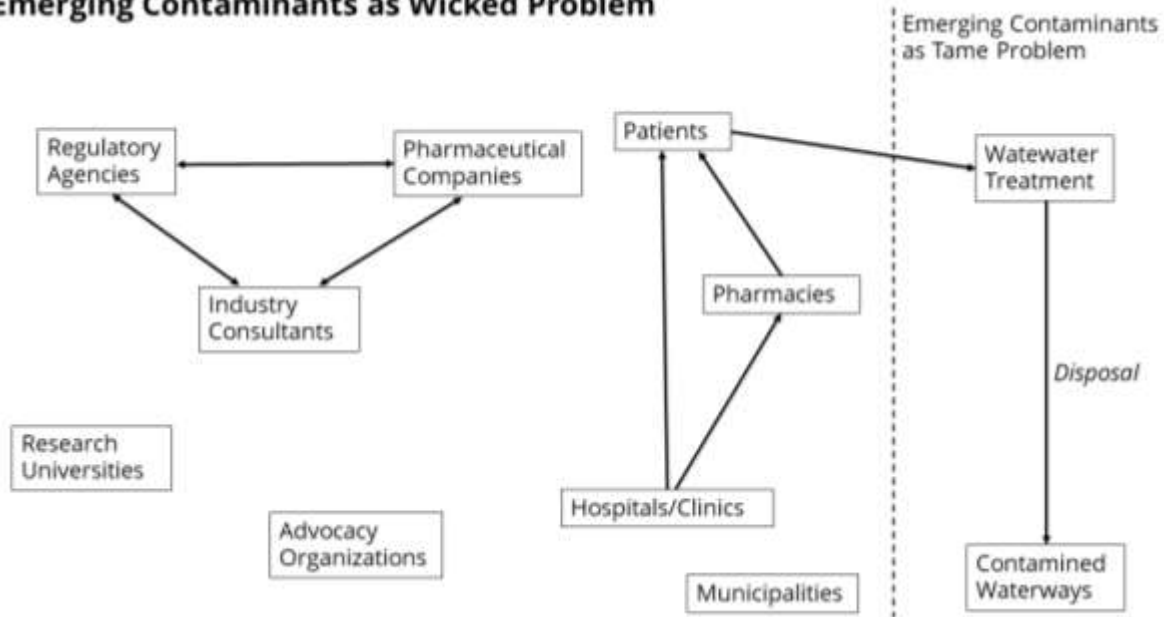 Emerging Contaminants as Wicked Problem
Emerging Contaminants
as Tame Problem
Regulatory
Agencies
Pharmaceutical
Companies
Patients
Watewater
Treatment
Industry
Consultants
Pharmacies
Disposal
Research
Universities
Hospitals/Clinics
Advocacy
Organizations
Contamined
Waterways
Municipalities